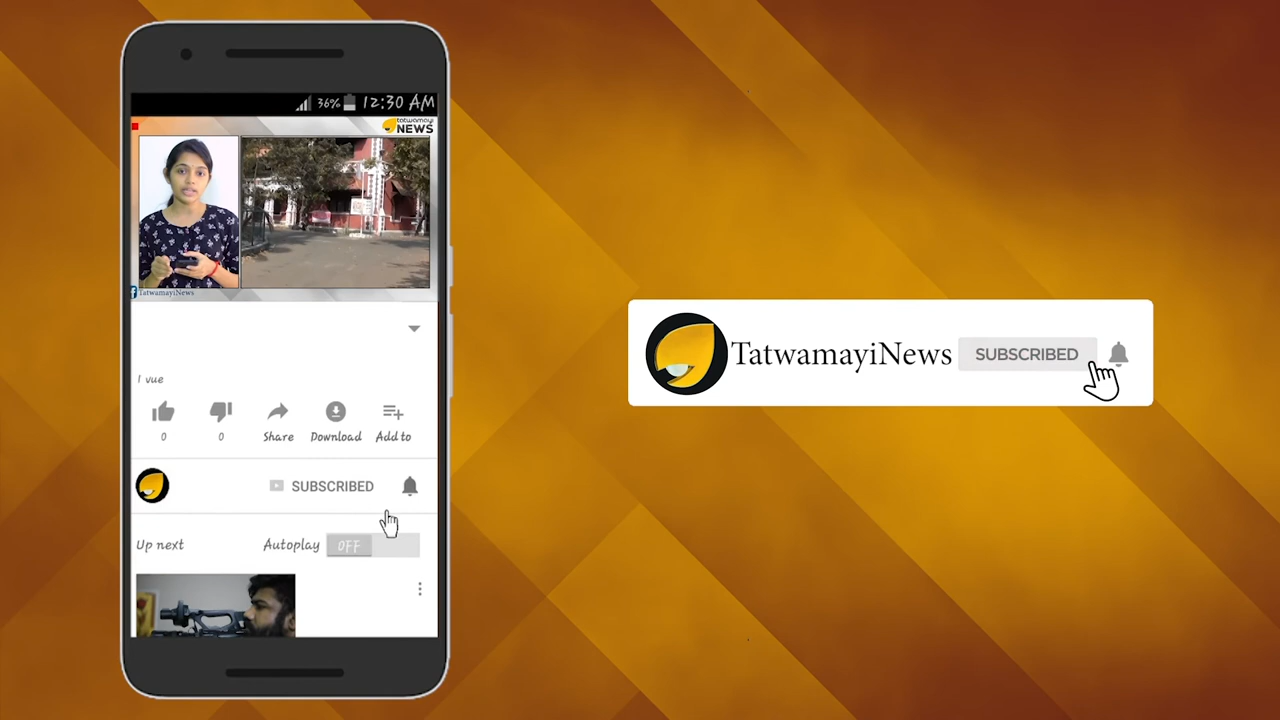 36% 12:30 AM
tatwamayi
NEWS
TatwamayiNews
1 vue
0 0 Share Download Add to
SUBSCRIBED
Up next Autoplay OFF
TatwamayiNews SUBSCRIBED